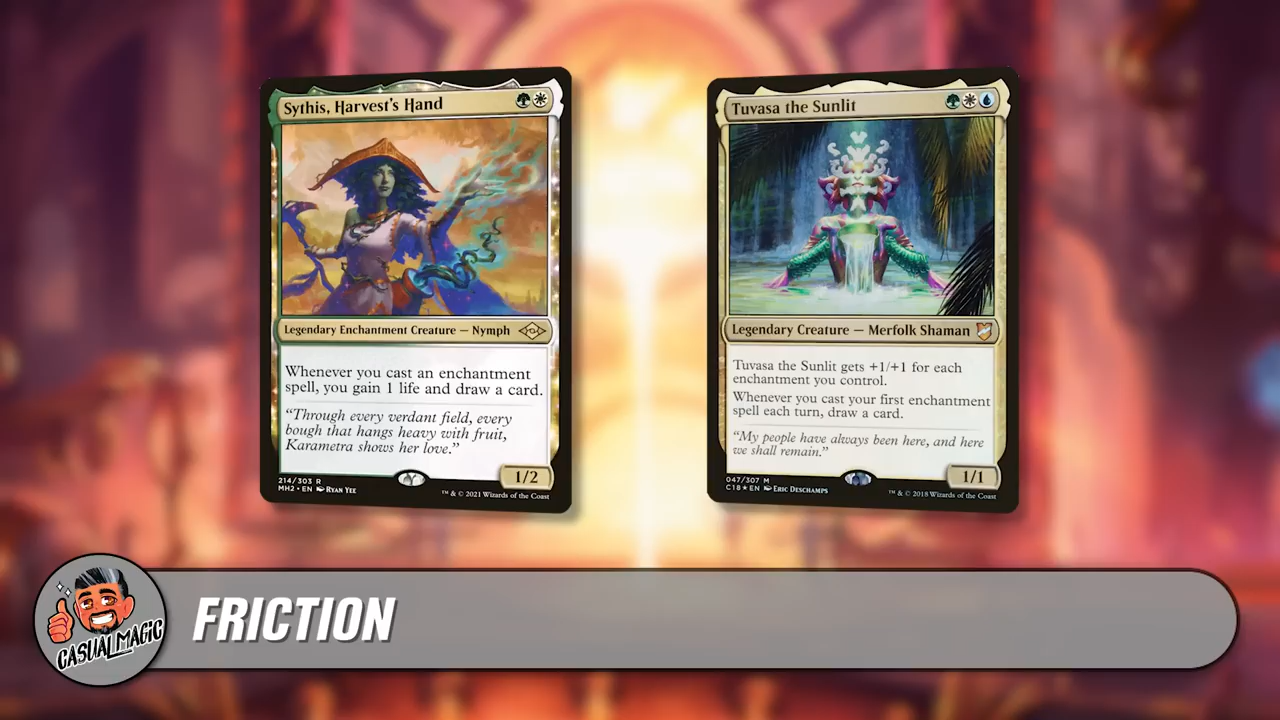 Sythis, Harvest's Hand
Legendary Enchantment Creature — Nymph
Whenever you cast an enchantment
spell, you gain 1 life and draw a card.
“Through every verdant field, every
bough that hangs heavy with fruit,
Karametra shows her love.”
1/2
214/303 R
MH2 • EN Ryan Yee
™ & © 2021 Wizards of the Coast
Tuvasa the Sunlit
Legendary Creature — Merfolk Shaman
Tuvasa the Sunlit gets +1/+1 for each
enchantment you control.
Whenever you cast your first enchantment
spell each turn, draw a card.
“My people have always been here, and here
we shall remain.”
1/1
047/307 M
C18 ★ EN Eric Deschamps
™ & © 2018 Wizards of the Coast
CASUAL MAGIC
FRICTION